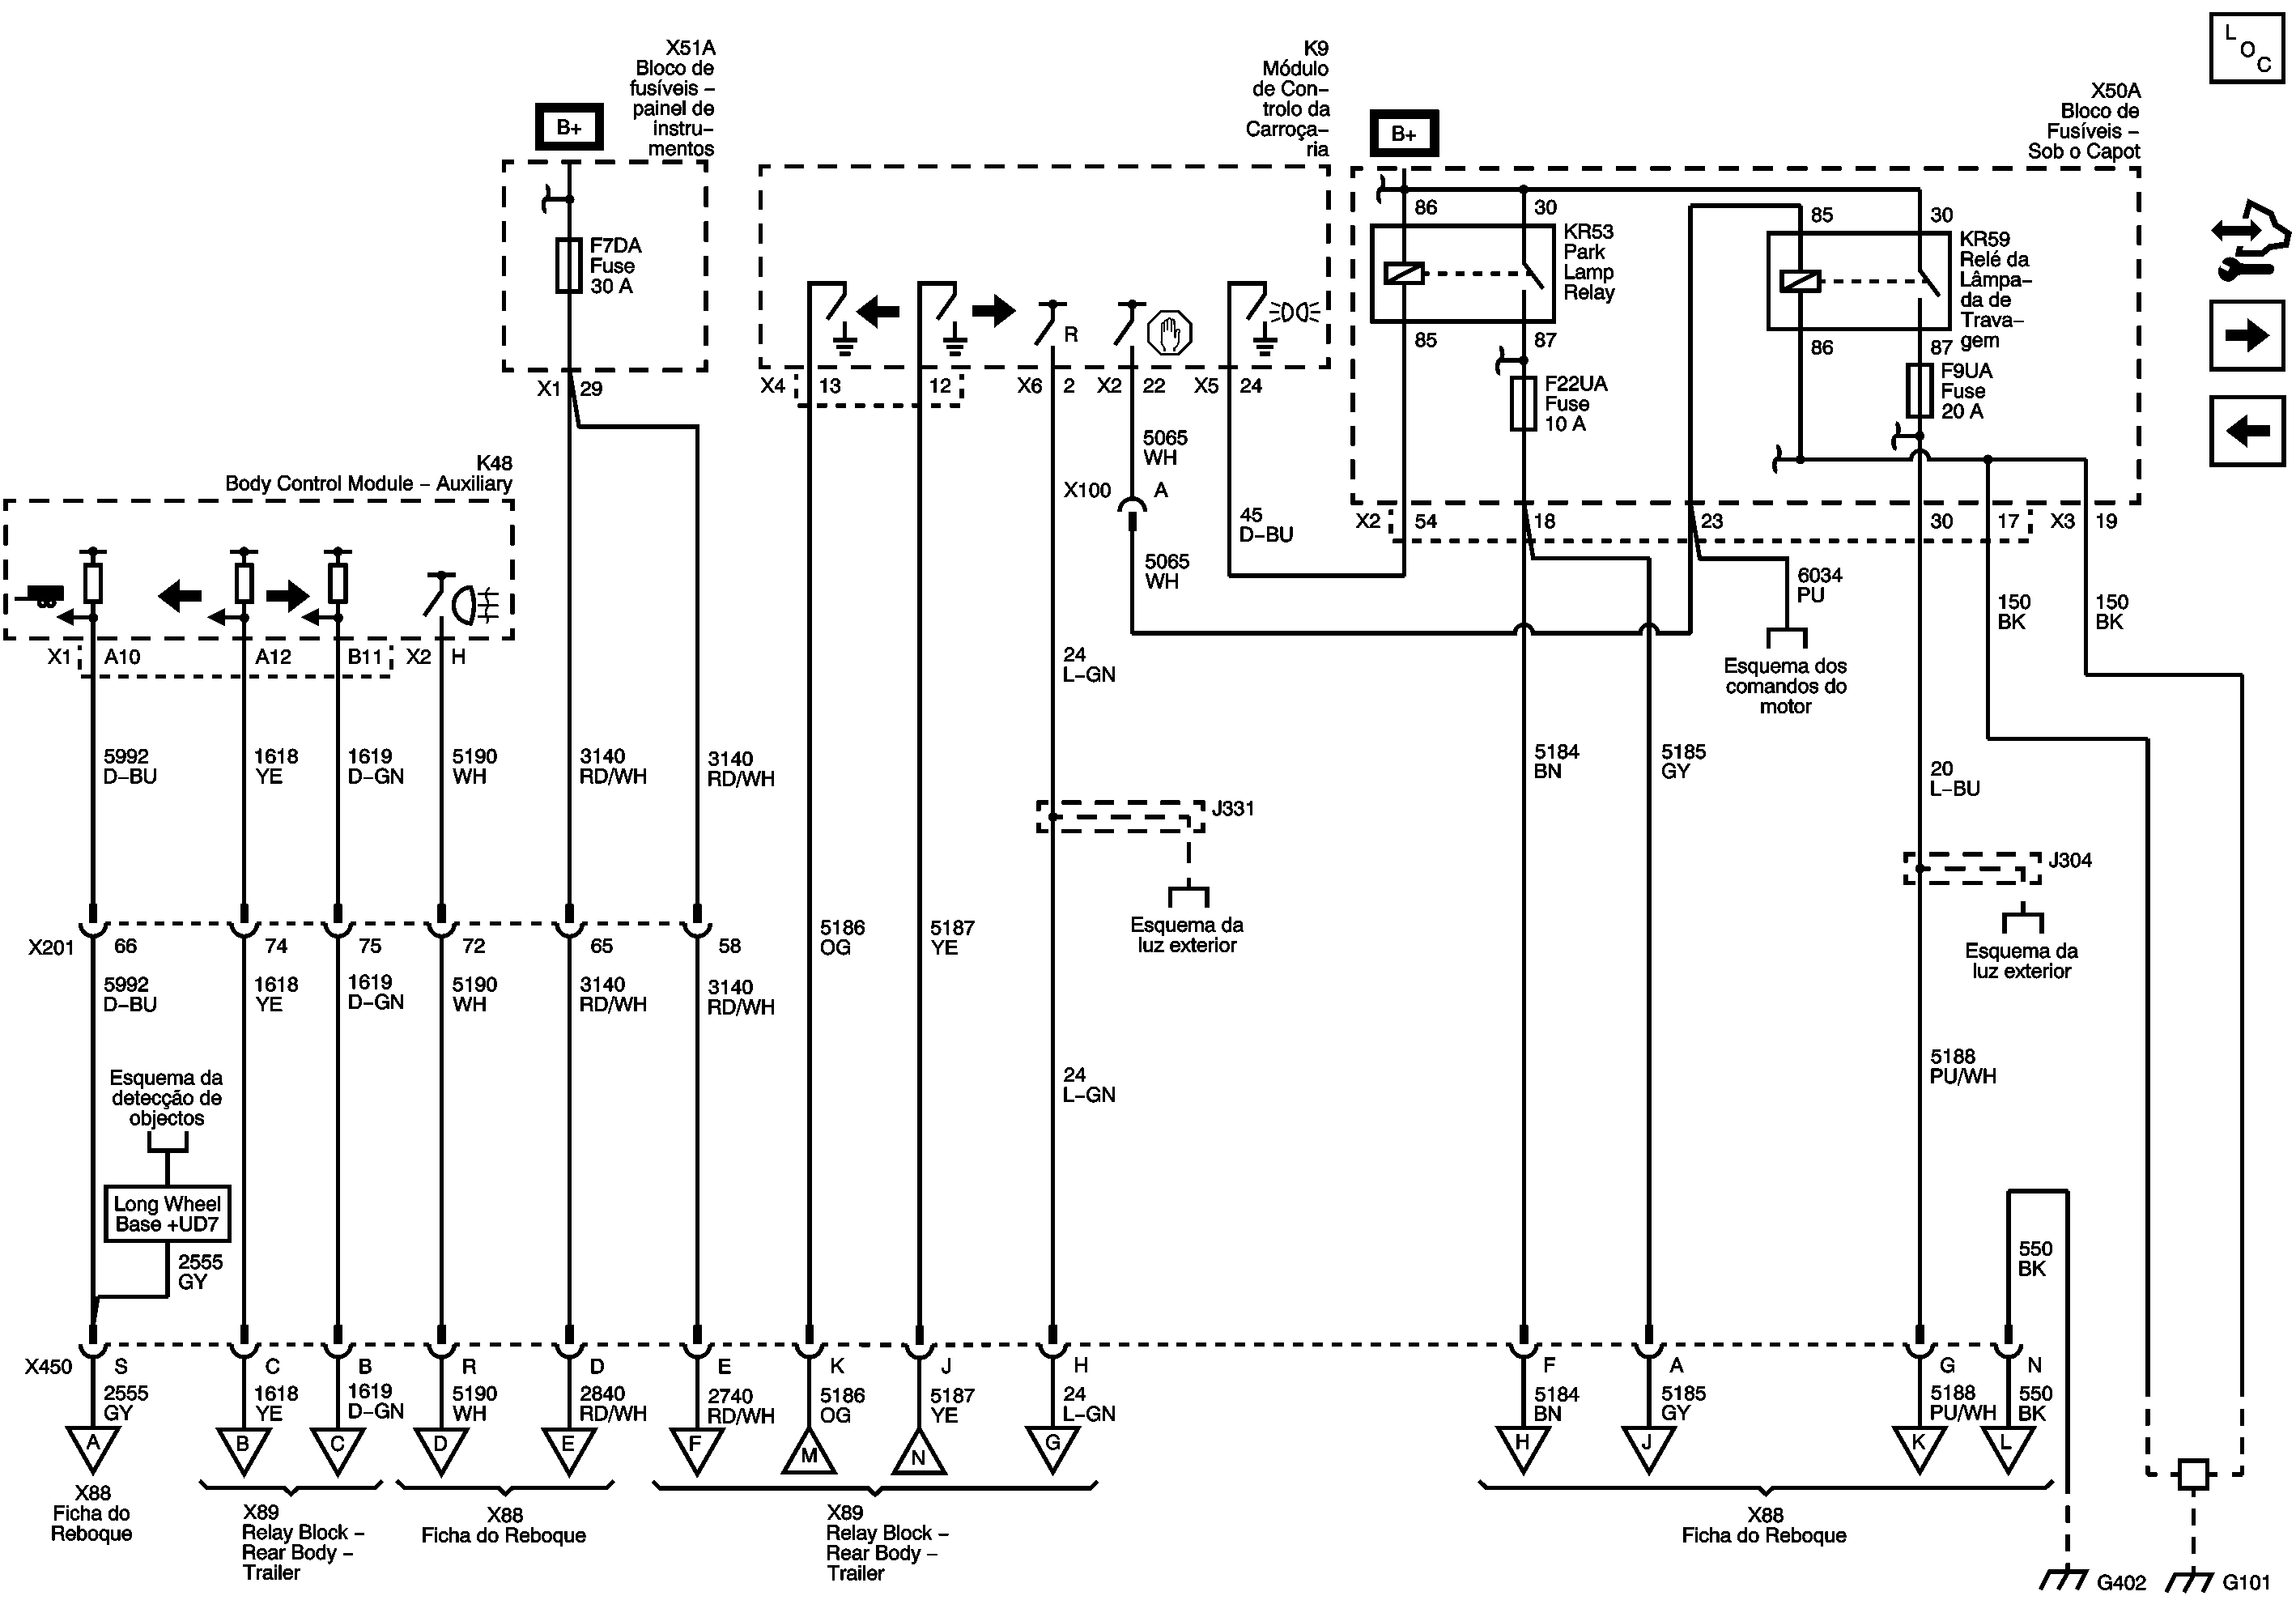 L
O
C
X51A
Bloco de
fusíveis –
painel de
instru–
mentos
B+
F7DA
Fuse
30 A
X1
29
K9
Módulo
de Con–
trolo da
Carroça–
ria
R
X4
13
12
X6
2
X2
22
X5
24
B+
X50A
Bloco de
Fusíveis –
Sob o Capot
86
30
KR53
Park
Lamp
Relay
85
87
F22UA
Fuse
10 A
85
30
KR59
Relé da
Lâmpa–
da de
Trava–
gem
86
87
F9UA
Fuse
20 A
X2
54
18
23
30
17
X3
19
5065
WH
X100
A
5065
WH
45
D–BU
6034
PU
Esquema dos
comandos do
motor
150
BK
150
BK
K48
Body Control Module – Auxiliary
X1
A10
A12
B11
X2
H
24
L–GN
5992
D–BU
1618
YE
1619
D–GN
5190
WH
3140
RD/WH
3140
RD/WH
5184
BN
5185
GY
20
L–BU
J331
Esquema da
luz exterior
J304
Esquema da
luz exterior
5186
OG
5187
YE
X201
66
74
75
72
65
58
5992
D–BU
1618
YE
1619
D–GN
5190
WH
3140
RD/WH
3140
RD/WH
24
L–GN
5188
PU/WH
Esquema da
detecção de
objectos
Long Wheel
Base +UD7
2555
GY
550
BK
X450
S
C
B
R
D
E
K
J
H
F
A
G
N
2555
GY
1618
YE
1619
D–GN
5190
WH
2840
RD/WH
2740
RD/WH
5186
OG
5187
YE
24
L–GN
5184
BN
5185
GY
5188
PU/WH
550
BK
A
B
C
D
E
F
M
N
G
H
J
K
L
X88
Ficha do
Reboque
X89
Relay Block –
Rear Body –
Trailer
X88
Ficha do Reboque
X89
Relay Block –
Rear Body –
Trailer
X88
Ficha do Reboque
G402
G101